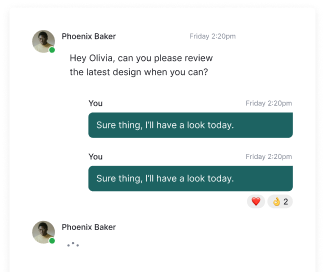 Phoenix Baker Friday 2:20pm
Hey Olivia, can you please review
the latest design when you can?
You Friday 2:20pm
Sure thing, I'll have a look today.
You Friday 2:20pm
Sure thing, I'll have a look today.
❤️ 👌 2
Phoenix Baker